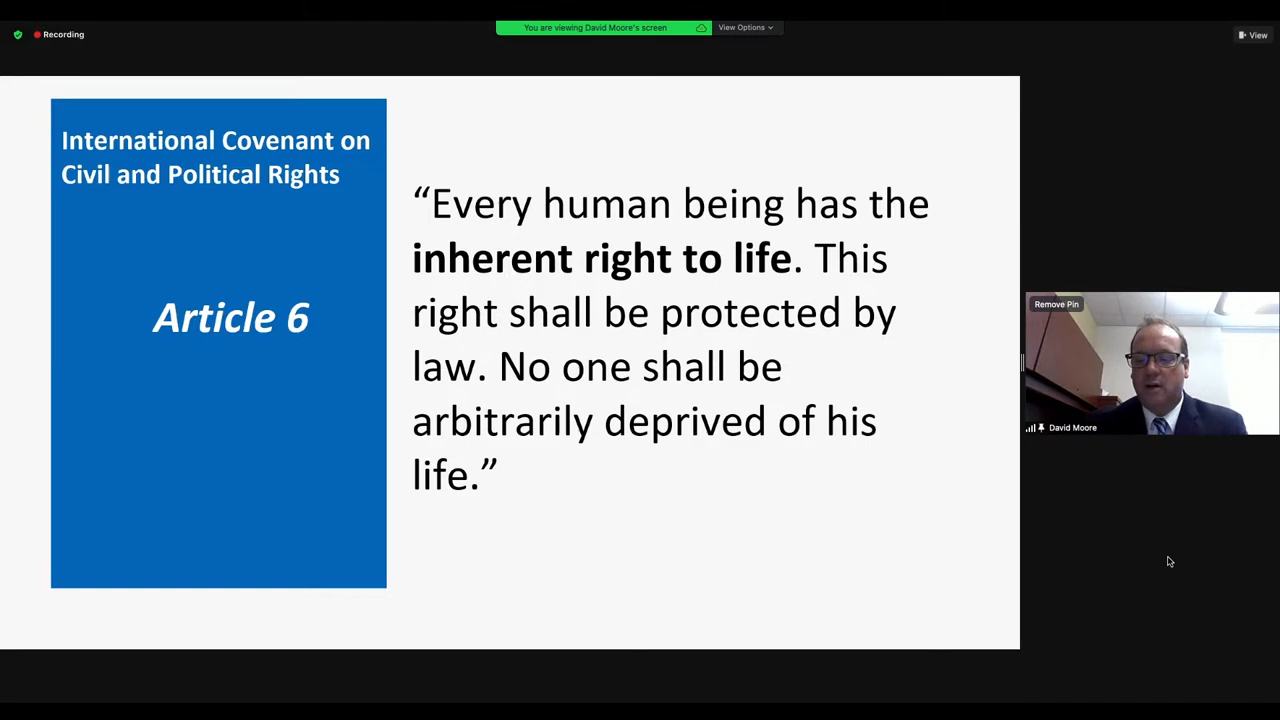 You are viewing David Moore's screen
View Options
Recording
View
International Covenant on
Civil and Political Rights
Article 6
“Every human being has the
inherent right to life. This
right shall be protected by
law. No one shall be
arbitrarily deprived of his
life.”
Remove Pin
David Moore